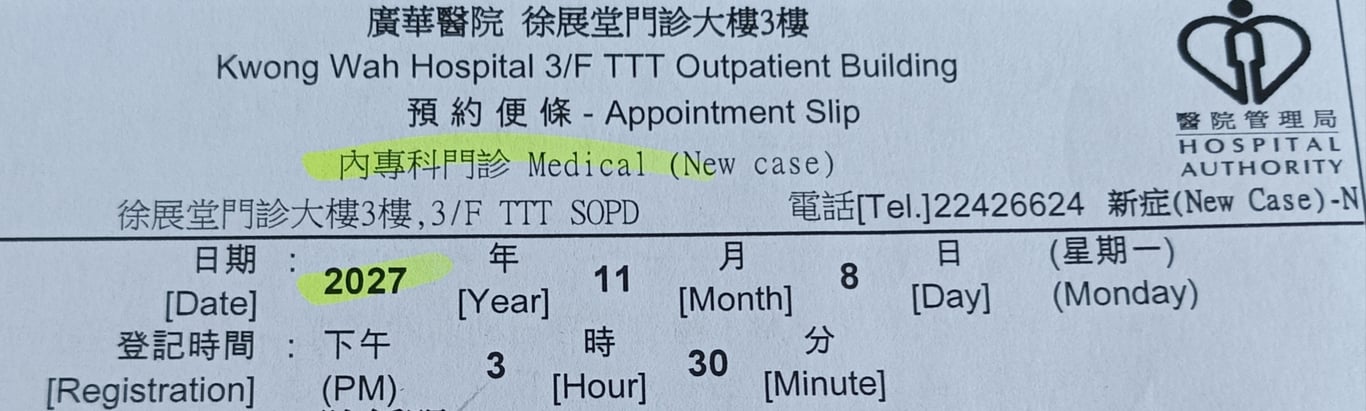 廣華醫院 徐展堂門診大樓3樓
Kwong Wah Hospital 3/F TTT Outpatient Building
預約便條 - Appointment Slip
內專科門診 Medical (New case)
醫院管理局
HOSPITAL
AUTHORITY
徐展堂門診大樓3樓,3/F TTT SOPD 電話[Tel.]22426624 新症(New Case)-N
日期 : 2027 年 11 月 8 日 (星期一)
[Date] [Year] [Month] [Day] (Monday)
登記時間 : 下午 3 時 30 分
[Registration] (PM) [Hour] [Minute]